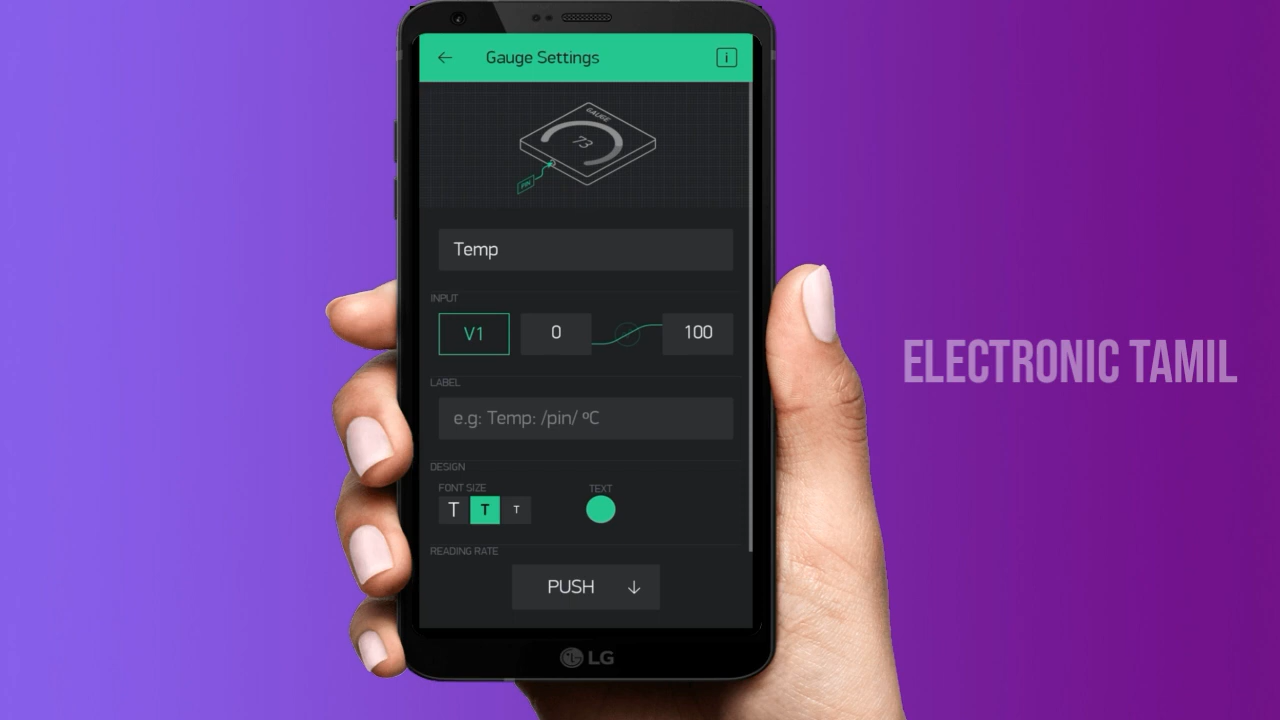 Gauge Settings
i
GAUGE
73
PIN
Temp
INPUT
V1
0
100
LABEL
e.g: Temp: /pin/ ºC
DESIGN
FONT SIZE
TEXT
T
T
T
READING RATE
PUSH
LG
ELECTRONIC TAMIL